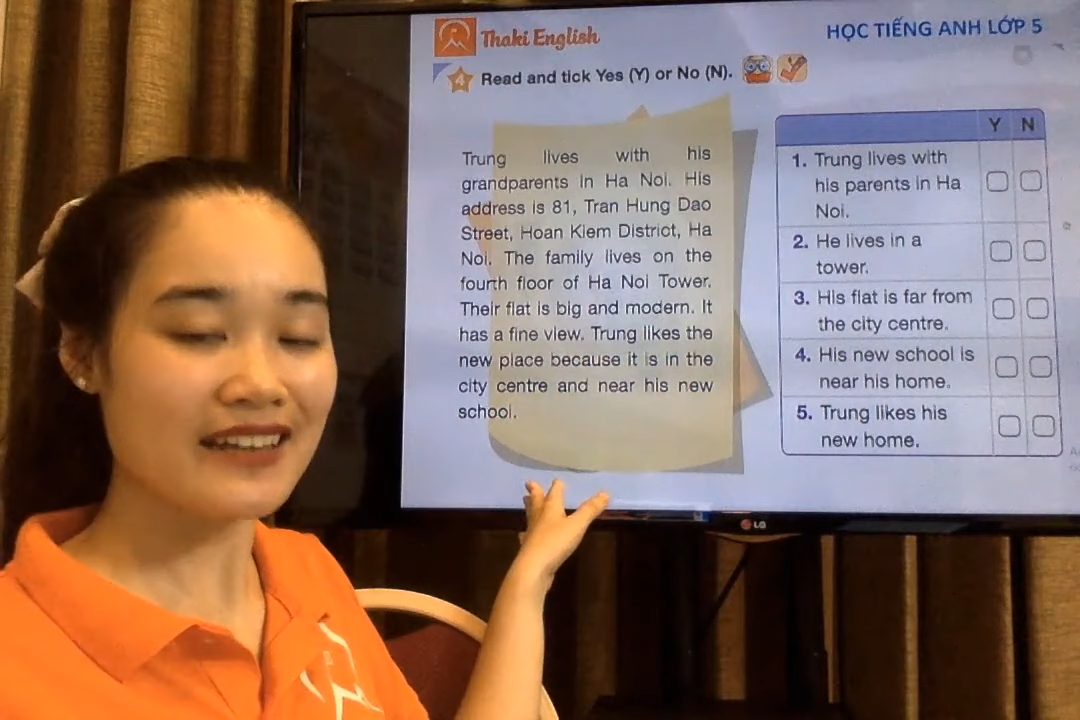 Thaki English
HỌC TIẾNG ANH LỚP 5
4 Read and tick Yes (Y) or No (N).
Trung lives with his
grandparents in Ha Noi. His
address is 81, Tran Hung Dao
Street, Hoan Kiem District, Ha
Noi. The family lives on the
fourth floor of Ha Noi Tower.
Their flat is big and modern. It
has a fine view. Trung likes the
new place because it is in the
city centre and near his new
school.
Y N
1. Trung lives with
his parents in Ha
Noi.
2. He lives in a
tower.
3. His flat is far from
the city centre.
4. His new school is
near his home.
5. Trung likes his
new home.
LG